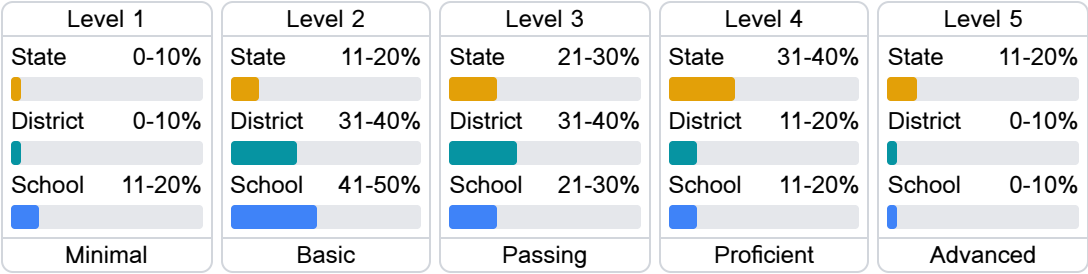 Level 1
State 0-10%
District 0-10%
School 11-20%
Minimal
Level 2
State 11-20%
District 31-40%
School 41-50%
Basic
Level 3
State 21-30%
District 31-40%
School 21-30%
Passing
Level 4
State 31-40%
District 11-20%
School 11-20%
Proficient
Level 5
State 11-20%
District 0-10%
School 0-10%
Advanced